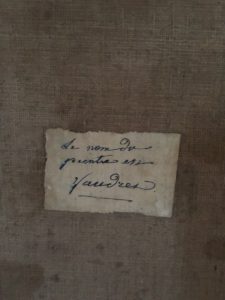 Le nom du
peintre est
Vaudres.